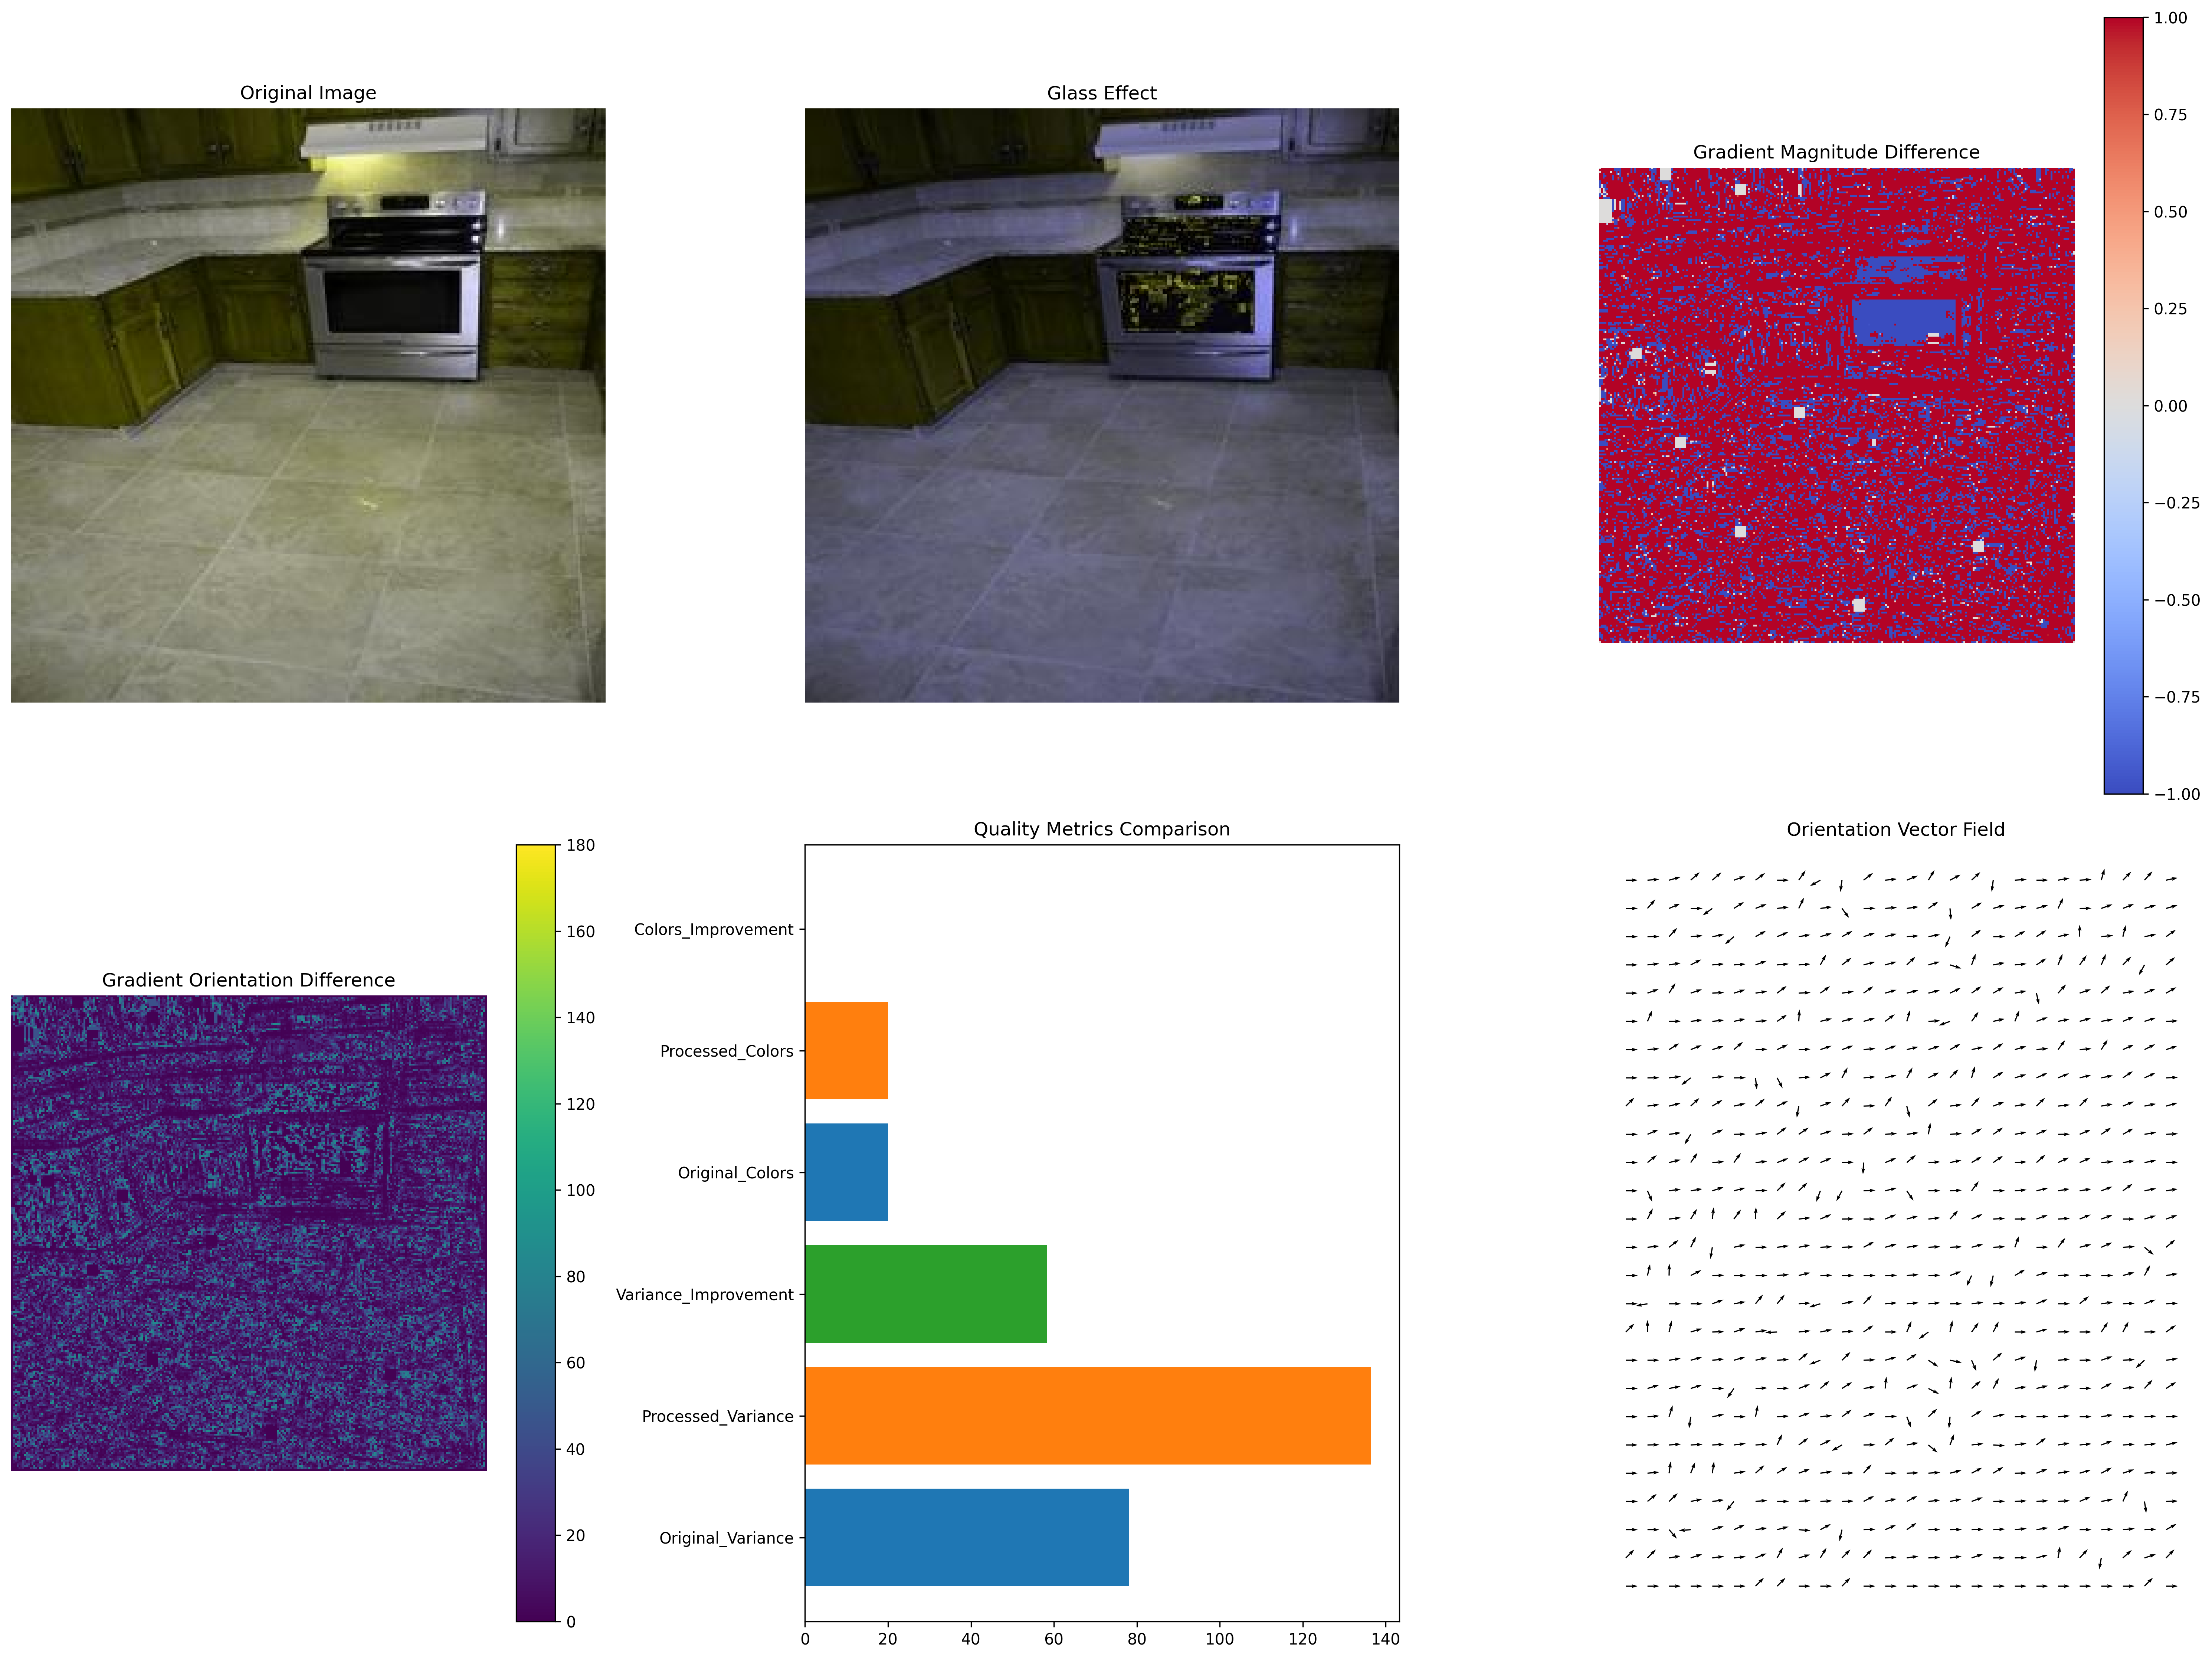 Original Image
Glass Effect
Gradient Magnitude Difference
1.00
0.75
0.50
0.25
0.00
−0.25
−0.50
−0.75
−1.00
Gradient Orientation Difference
180
160
140
120
100
80
60
40
20
0
Quality Metrics Comparison
Colors_Improvement
Processed_Colors
Original_Colors
Variance_Improvement
Processed_Variance
Original_Variance
0 20 40 60 80 100 120 140
Orientation Vector Field